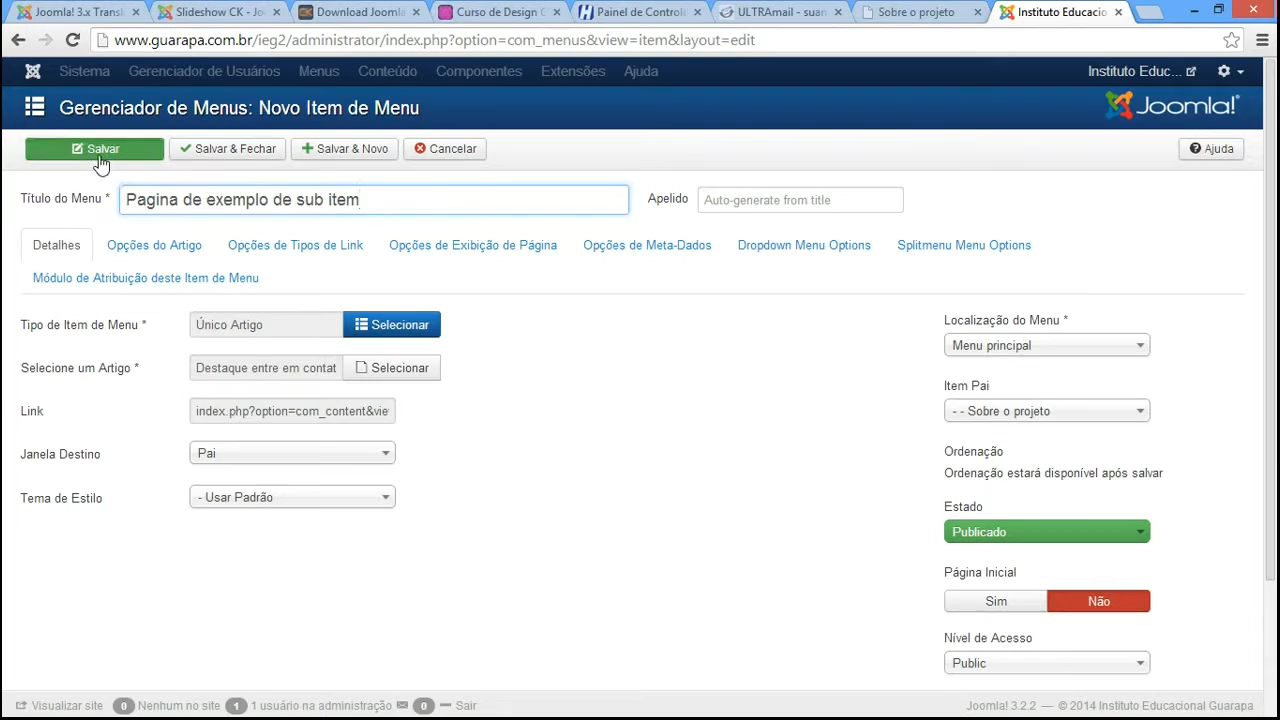 Joomla! 3.x Transl
Slideshow CK - Joo
Download Joomla
Curso de Design G
Painel de Control
ULTRAmail - suan
Sobre o projeto
Instituto Educacio
www.guarapa.com.br/ieg2/administrator/index.php?option=com_menus&view=item&layout=edit
Sistema Gerenciador de Usuários Menus Conteúdo Componentes Extensões Ajuda Instituto Educ...
Gerenciador de Menus: Novo Item de Menu Joomla!
Salvar Salvar & Fechar Salvar & Novo Cancelar Ajuda
Título do Menu * Pagina de exemplo de sub item Apelido Auto-generate from title
Detalhes Opções do Artigo Opções de Tipos de Link Opções de Exibição de Página Opções de Meta-Dados Dropdown Menu Options Splitmenu Menu Options
Módulo de Atribuição deste Item de Menu
Tipo de Item de Menu * Único Artigo Selecionar
Selecione um Artigo * Destaque entre em contat Selecionar
Link index.php?option=com_content&vie
Janela Destino Pai
Tema de Estilo - Usar Padrão
Localização do Menu *
Menu principal
Item Pai
- - Sobre o projeto
Ordenação
Ordenação estará disponível após salvar
Estado
Publicado
Página Inicial
Sim Não
Nível de Acesso
Public
Visualizar site 0 Nenhum no site 1 1 usuário na administração 0 Sair Joomla! 3.2.2 — © 2014 Instituto Educacional Guarapa